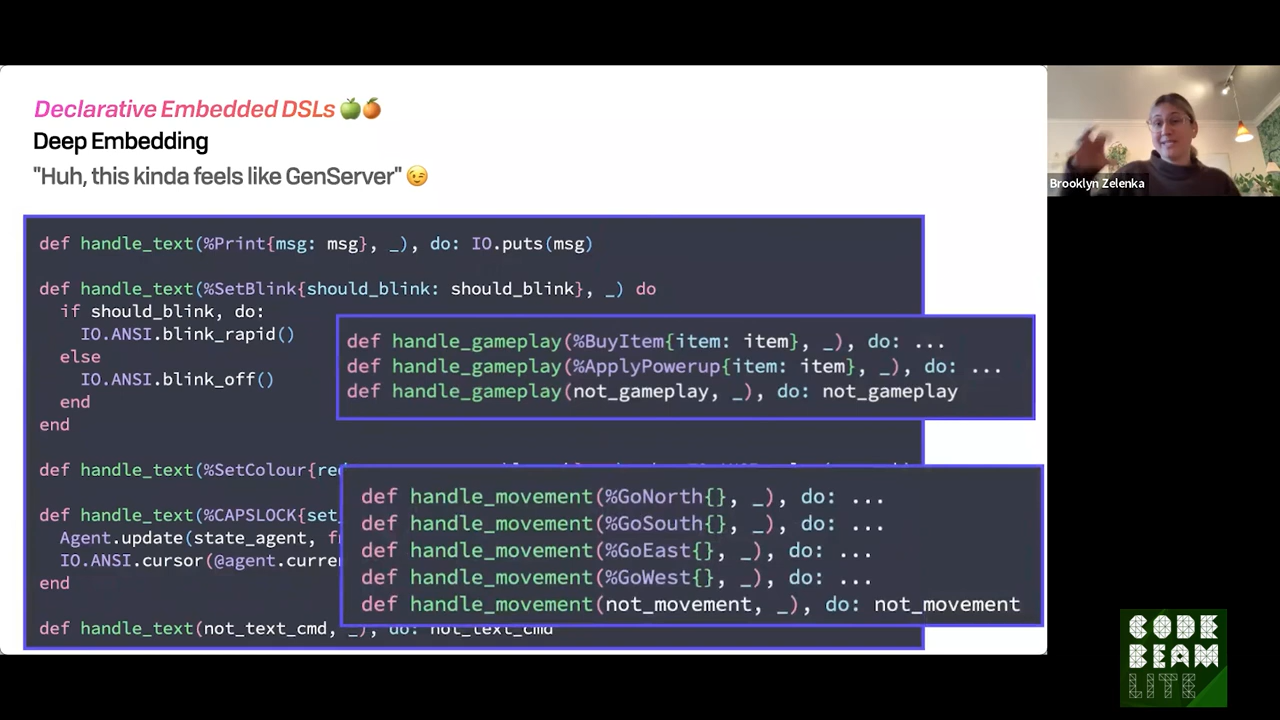 Declarative Embedded DSLs 🍏🍊
Deep Embedding
"Huh, this kinda feels like GenServer" 😉
def handle_text(%Print{msg: msg}, _), do: IO.puts(msg)
def handle_text(%SetBlink{should_blink: should_blink}, _) do
if should_blink, do:
IO.ANSI.blink_rapid()
else
IO.ANSI.blink_off()
end
end
def handle_text(%SetColour{re
def handle_text(%CAPSLOCK{set_
Agent.update(state_agent,
IO.ANSI.cursor(@agent.curre
end
def handle_text(not_text_cmd, _), do: not_text_cmd
def handle_gameplay(%BuyItem{item: item}, _), do: ...
def handle_gameplay(%ApplyPowerup{item: item}, _), do: ...
def handle_gameplay(not_gameplay, _), do: not_gameplay
def handle_movement(%GoNorth{}, _), do: ...
def handle_movement(%GoSouth{}, _), do: ...
def handle_movement(%GoEast{}, _), do: ...
def handle_movement(%GoWest{}, _), do: ...
def handle_movement(not_movement, _), do: not_movement
Brooklyn Zelenka
CODE
BEAM
LITE